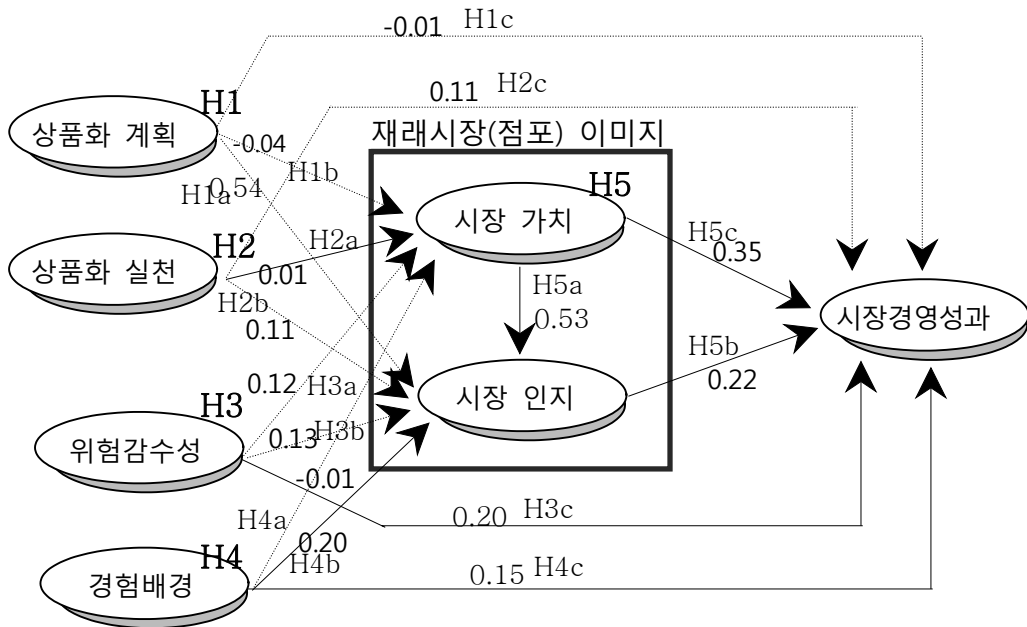 -0.01 H1c
0.11 H2c
H1
상품화 계획
재래시장(점포) 이미지
-0.04
H1b
H1a
0.54
H5
시장 가치
H2
상품화 실천
H2a
0.01
H2b
0.11
H5c
0.35
H5a
0.53
시장경영성과
H5b
0.22
시장 인지
0.12
H3a
H3
위험감수성
0.13
H3b
-0.01
0.20 H3c
H4a
0.20
H4b
H4
경험배경
0.15 H4c